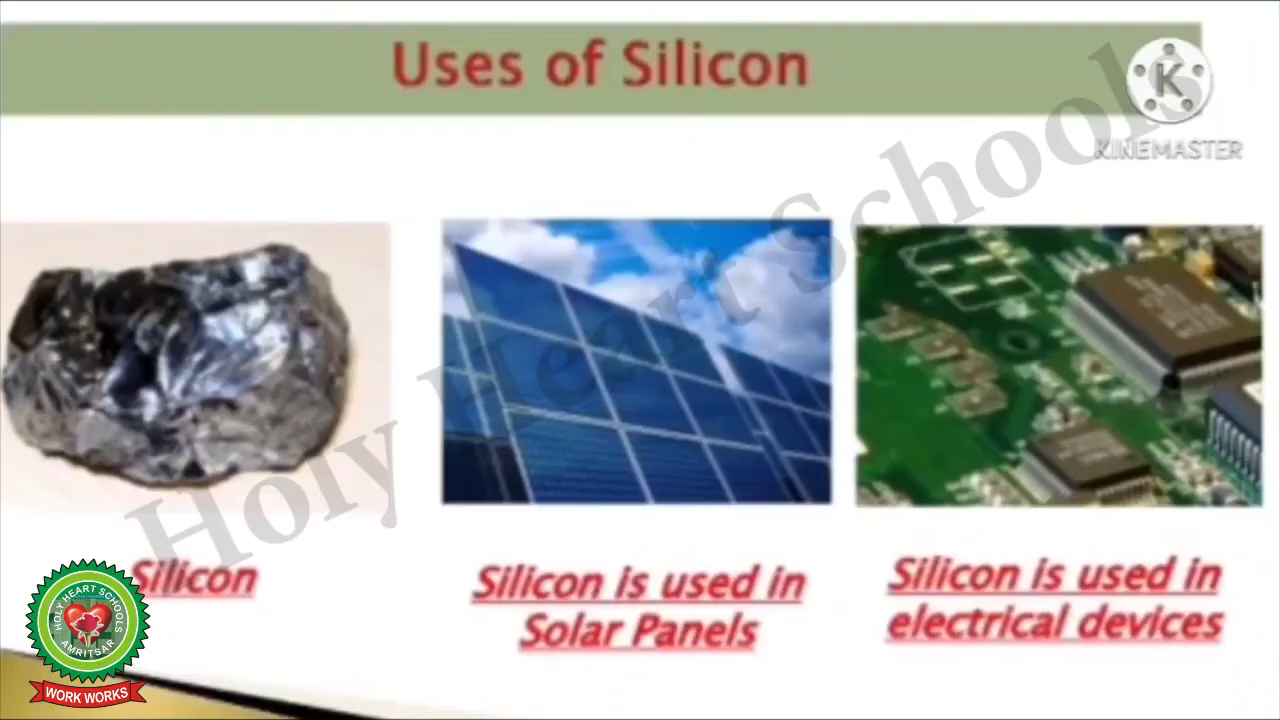 Uses of Silicon
K
KINEMASTER
Holy Heart Schools
Silicon
Silicon is used in
Solar Panels
Silicon is used in
electrical devices
HOLY HEART SCHOOLS
AMRITSAR
WORK WORKS